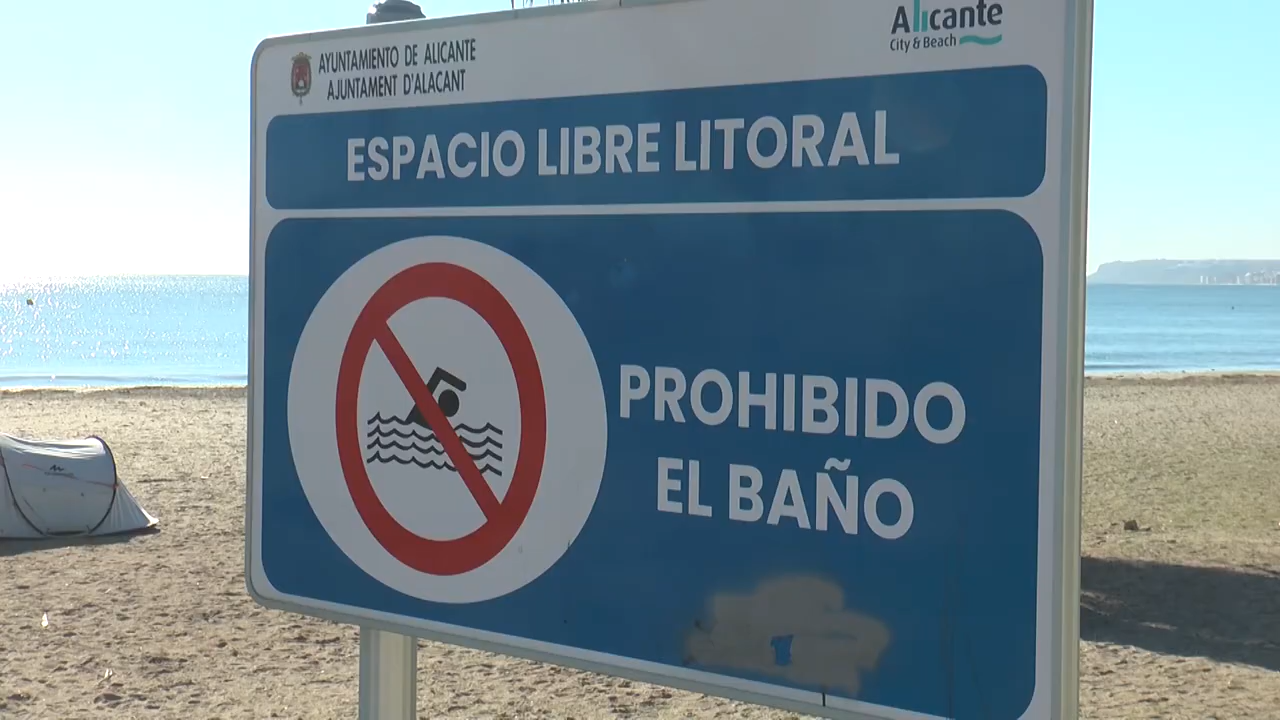 AYUNTAMIENTO DE ALICANTE
AJUNTAMENT D'ALACANT
Alicante
City & Beach
ESPACIO LIBRE LITORAL
PROHIBIDO
EL BAÑO